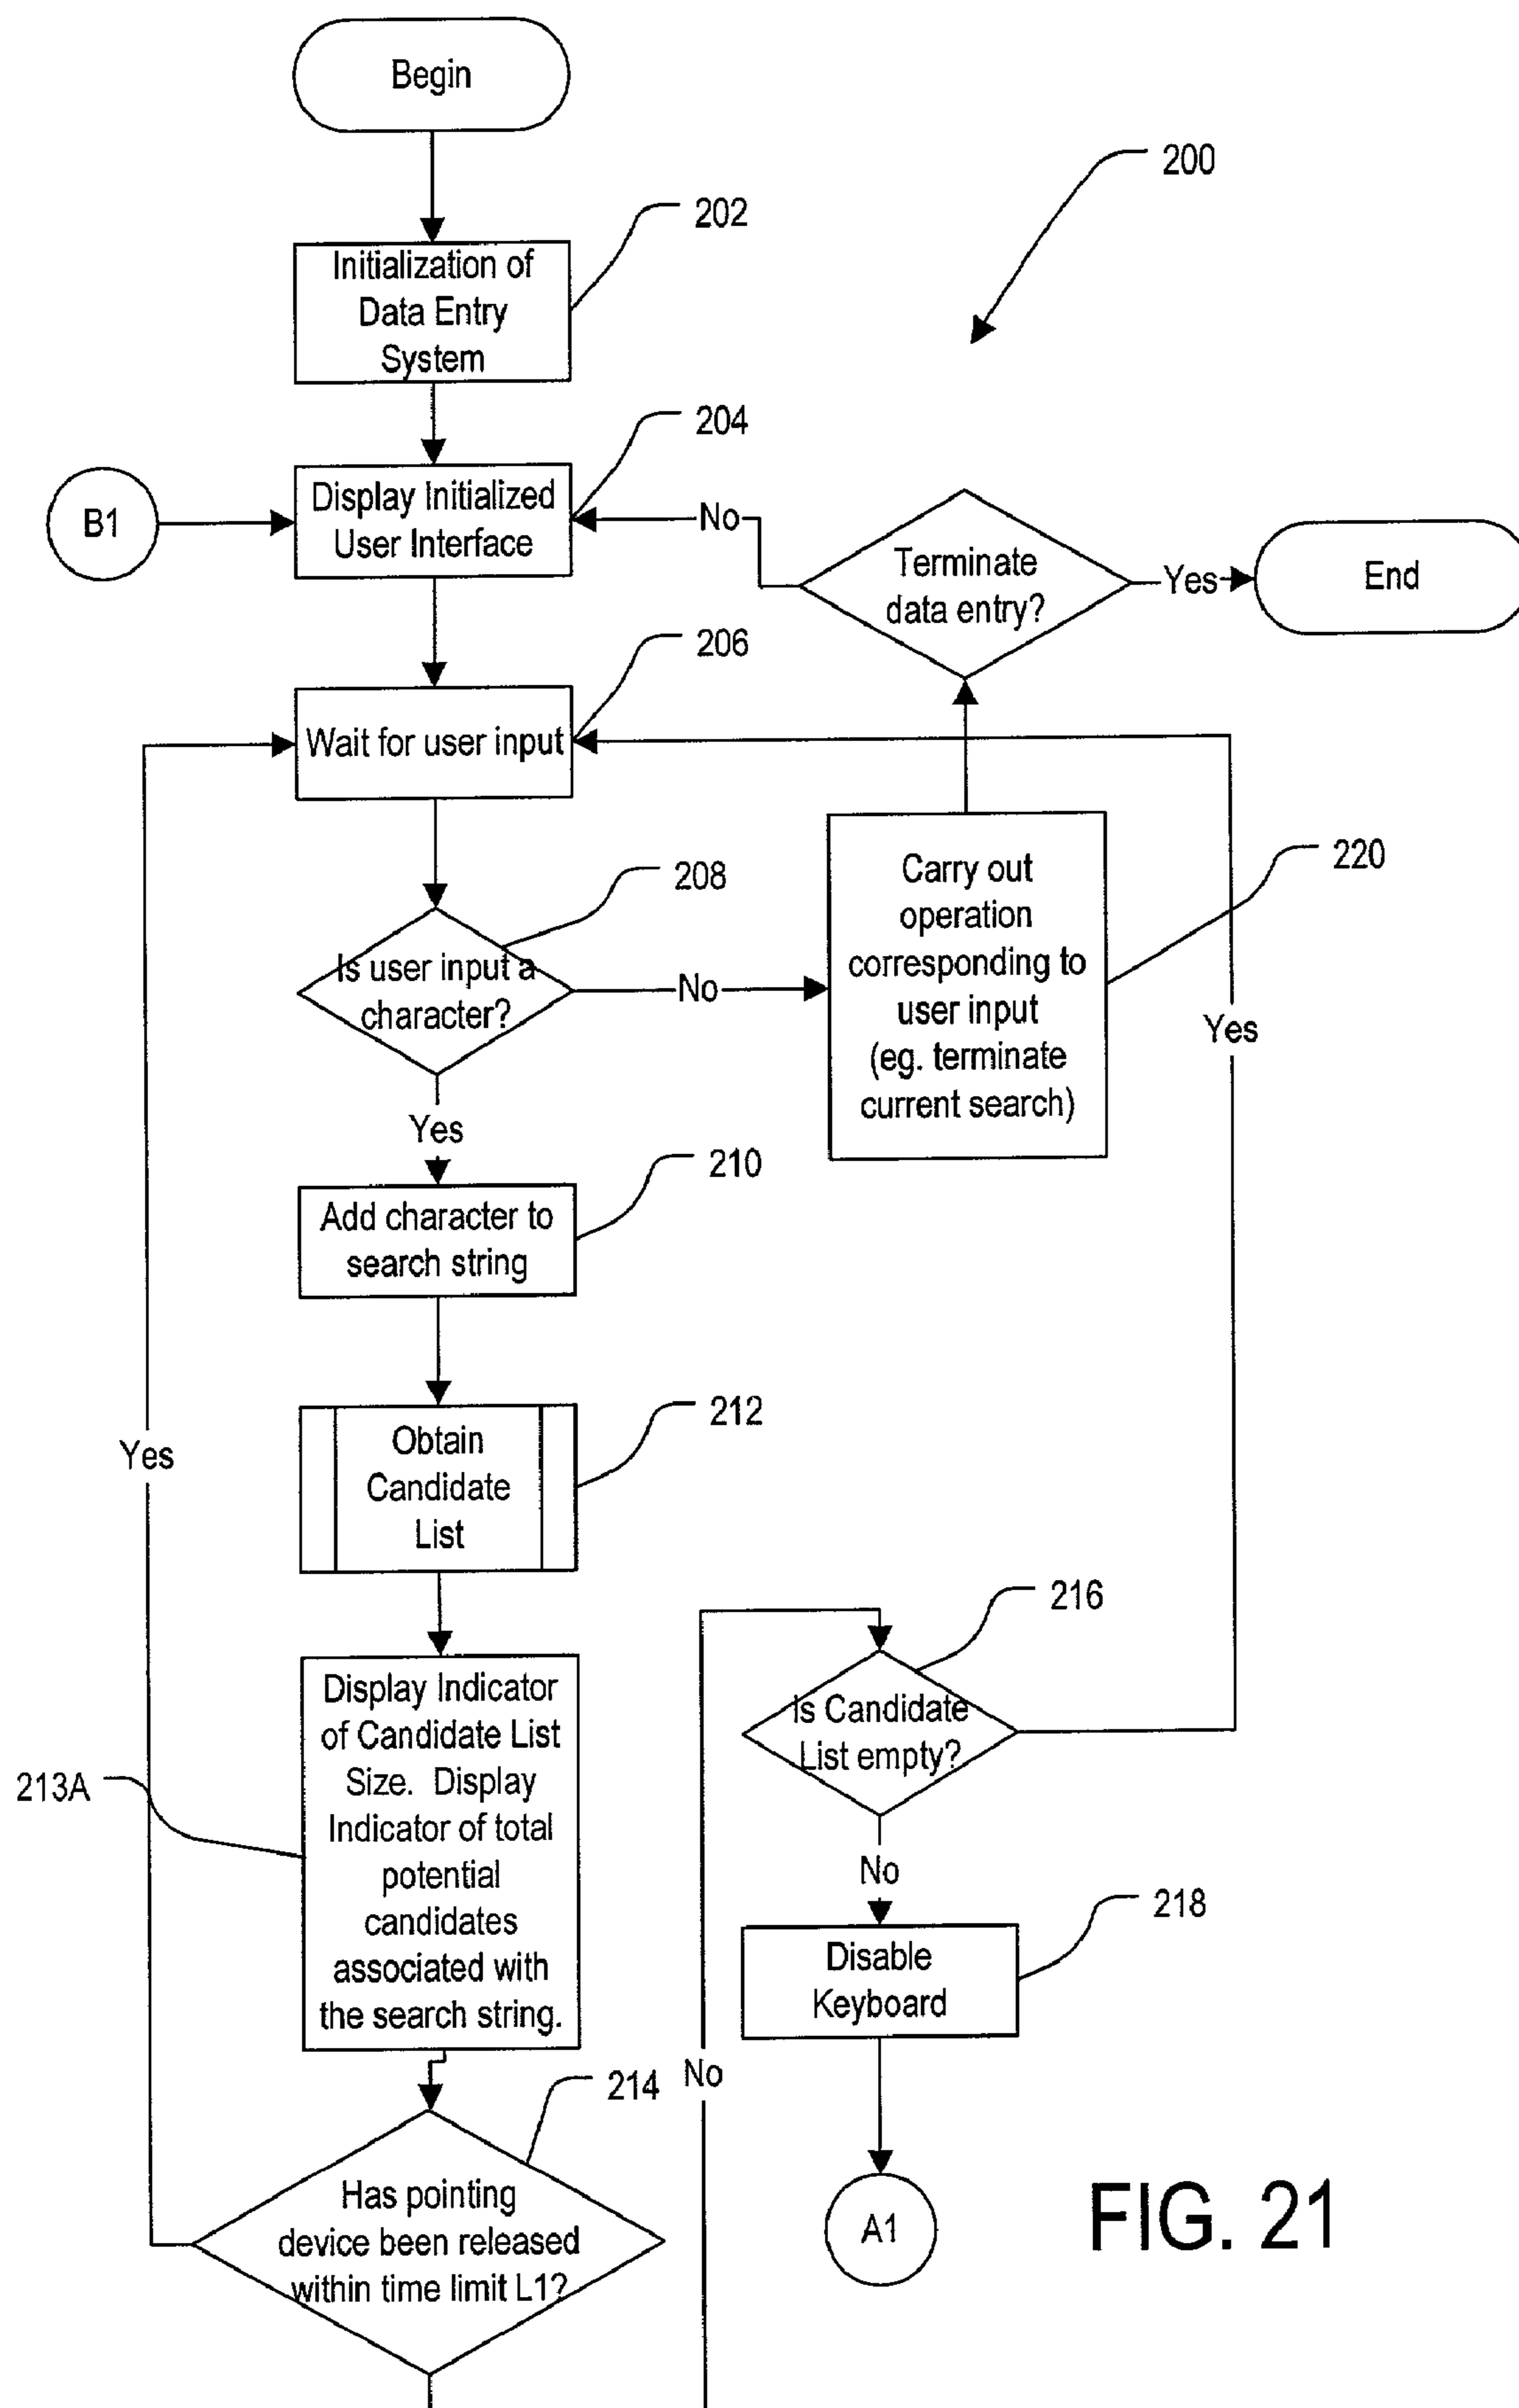 Begin
200
202
Initialization of
Data Entry
System
204
B1
Display Initialized
User Interface
No
Terminate
data entry?
Yes
End
206
Wait for user input
208
Is user input a
character?
No
Carry out
operation
corresponding to
user input
(eg. terminate
current search)
220
Yes
Yes
210
Add character to
search string
212
Obtain
Candidate
List
Yes
216
Is Candidate
List empty?
213A
Display Indicator
of Candidate List
Size. Display
Indicator of total
potential
candidates
associated with
the search string.
No
218
Disable
Keyboard
214
No
Has pointing
device been released
within time limit L1?
A1
FIG. 21